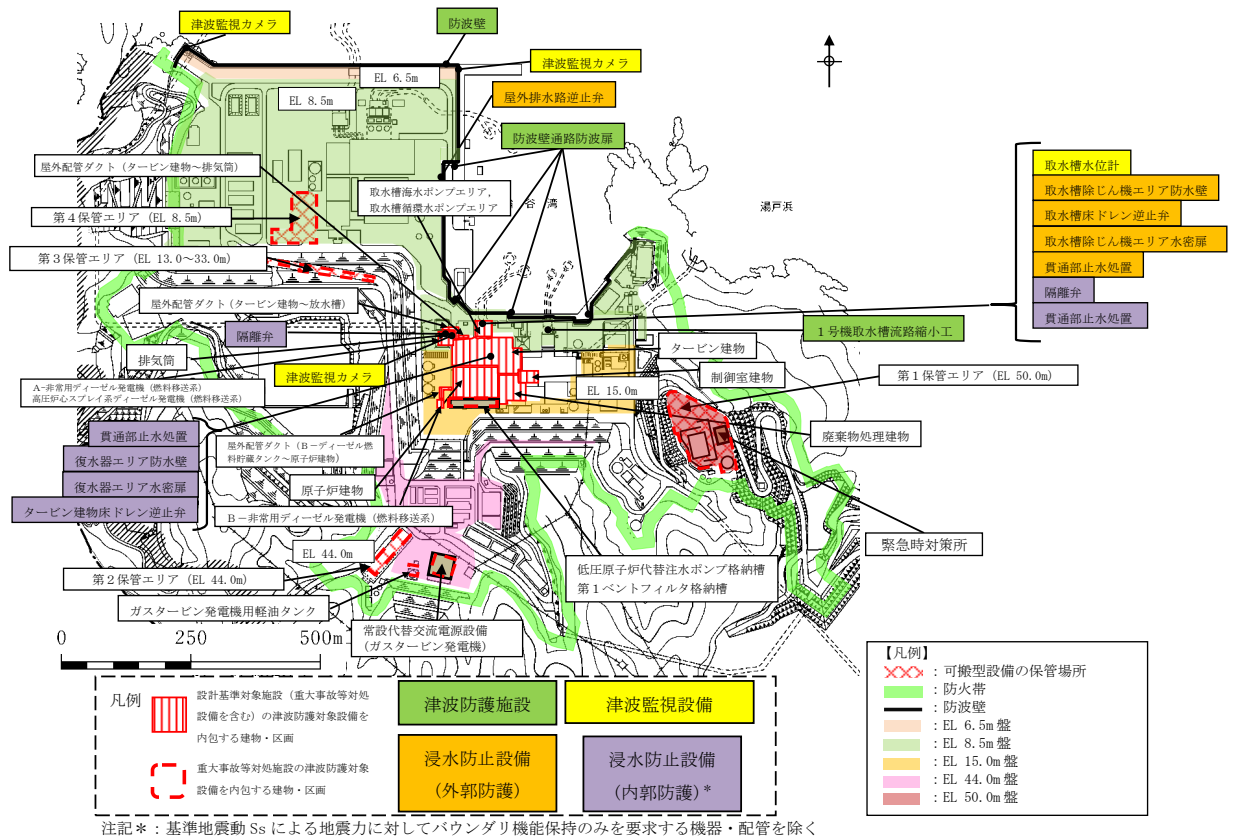 津波監視カメラ
防波壁
津波監視カメラ
EL 6.5m
EL 8.5m
屋外排水路逆止弁
防波壁通路防波扉
屋外配管ダクト（タービン建物～排気筒）
取水槽海水ポンプエリア，
取水槽循環水ポンプエリア
谷湾
湯戸浜
取水槽水位計
取水槽除じん機エリア防水壁
取水槽床ドレン逆止弁
取水槽除じん機エリア水密扉
貫通部止水処置
隔離弁
貫通部止水処置
第４保管エリア（EL 8.5m）
第３保管エリア（EL 13.0～33.0m）
屋外配管ダクト（タービン建物～放水槽）
隔離弁
１号機取水槽流路縮小工
排気筒
タービン建物
津波監視カメラ
制御室建物
第１保管エリア（EL 50.0m）
A-非常用ディーゼル発電機（燃料移送系）
高圧炉心スプレイ系ディーゼル発電機（燃料移送系）
EL 15.0m
貫通部止水処置
復水器エリア防水壁
復水器エリア水密扉
タービン建物床ドレン逆止弁
屋外配管ダクト（B－ディーゼル燃
料貯蔵タンク～原子炉建物）
廃棄物処理建物
原子炉建物
B－非常用ディーゼル発電機（燃料移送系）
緊急時対策所
EL 44.0m
第２保管エリア（EL 44.0m）
低圧原子炉代替注水ポンプ格納槽
第１ベントフィルタ格納槽
ガスタービン発電機用軽油タンク
常設代替交流電源設備
(ガスタービン発電機)
0 250 500m
【凡例】
：可搬型設備の保管場所
：防火帯
：防波壁
：EL 6.5m 盤
：EL 8.5m 盤
：EL 15.0m 盤
：EL 44.0m 盤
：EL 50.0m 盤
凡例
設計基準対象施設（重大事故等対処
設備を含む）の津波防護対象設備を
内包する建物・区画
重大事故等対処施設の津波防護対象
設備を内包する建物・区画
津波防護施設
津波監視設備
浸水防止設備
(外郭防護)
浸水防止設備
(内郭防護)＊
注記＊：基準地震動 Ss による地震力に対してバウンダリ機能保持のみを要求する機器・配管を除く